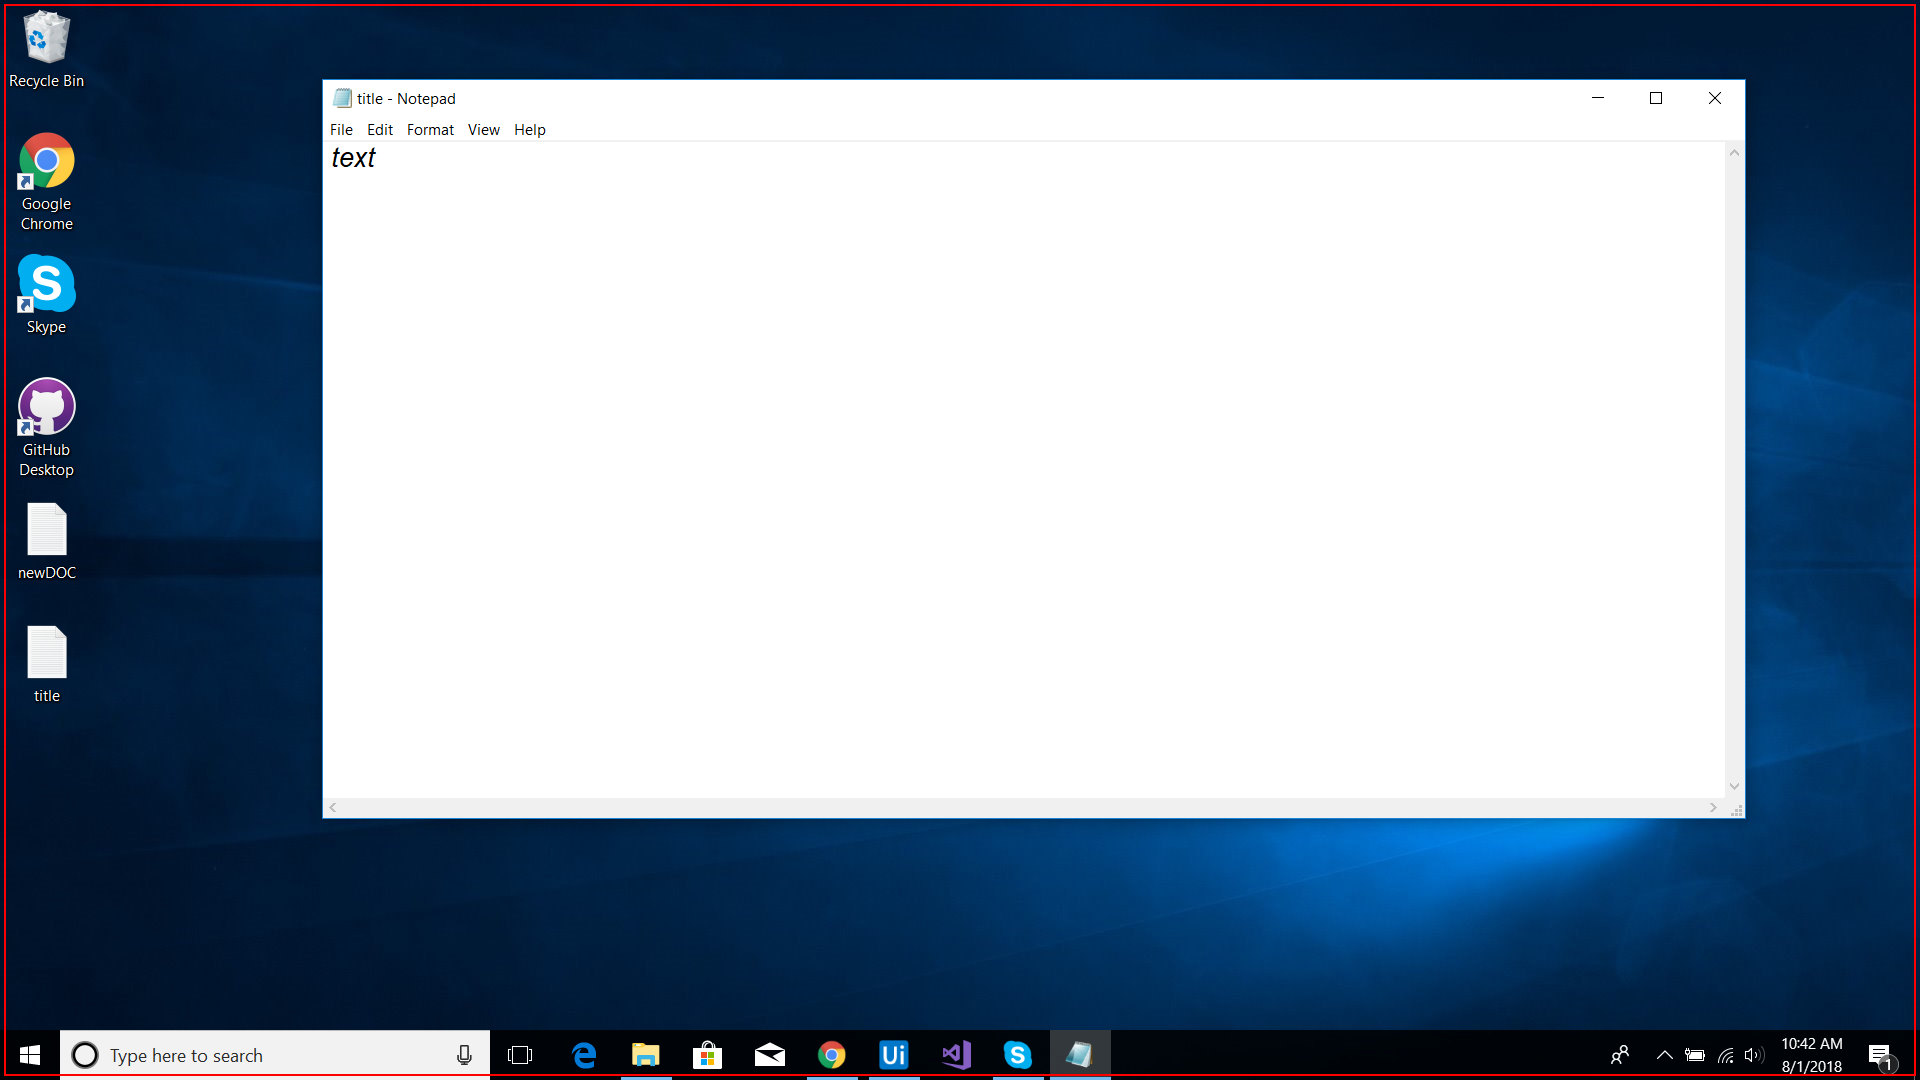 Recycle Bin
Google
Chrome
Skype
GitHub
Desktop
newDOC
title
title - Notepad
File Edit Format View Help
text
Type here to search
Ui
10:42 AM
8/1/2018
1